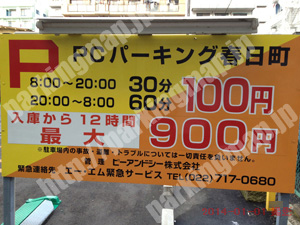 P PCパーキング春日町
8:00～20:00 30分 100円
20:00～8:00 60分
入庫から12時間
最大 900円
※駐車場内の事故・盗難・トラブルについては一切責任を負いません。
管理 ピーアンドシー株式会社
緊急連絡先 エー・エム緊急サービス TEL(022)717-0680